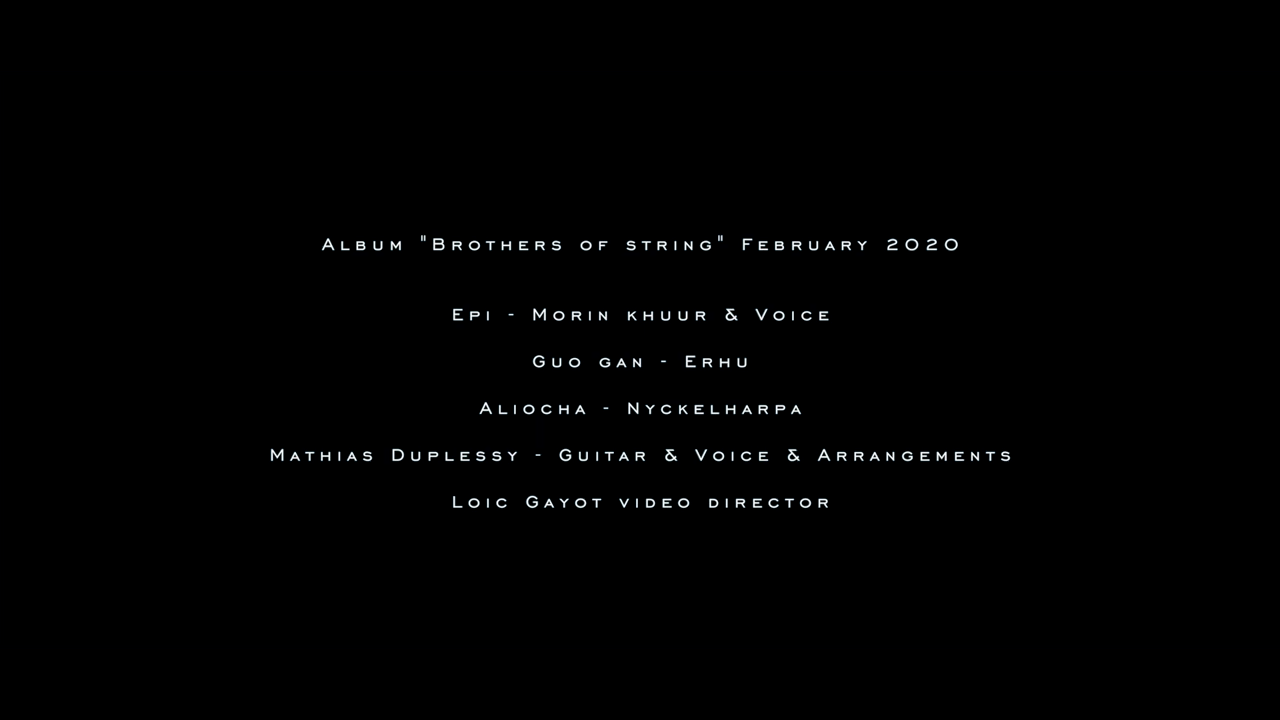 Album "Brothers of string" February 2020
Epi - Morin khuur & Voice
Guo gan - Erhu
Aliocha - Nyckelharpa
Mathias Duplessy - Guitar & Voice & Arrangements
Loic Gayot video director